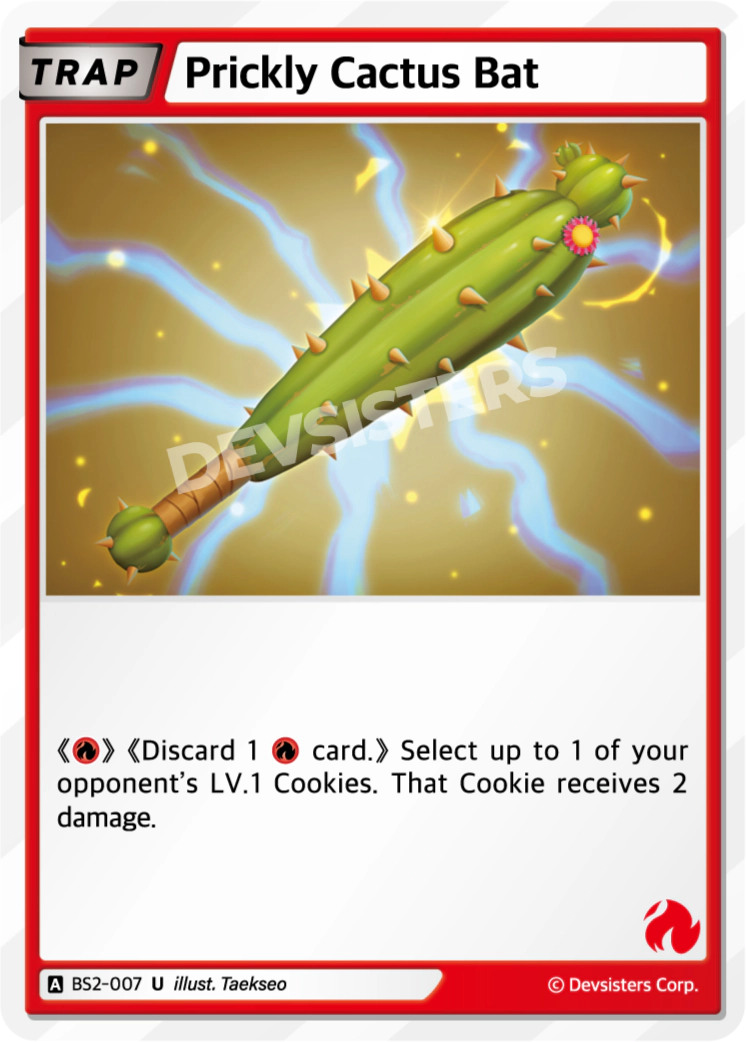 TRAP Prickly Cactus Bat
DEVSISTERS
《》《Discard 1 card.》 Select up to 1 of your
opponent's LV.1 Cookies. That Cookie receives 2
damage.
A BS2-007 U illust. Taekseo © Devsisters Corp.